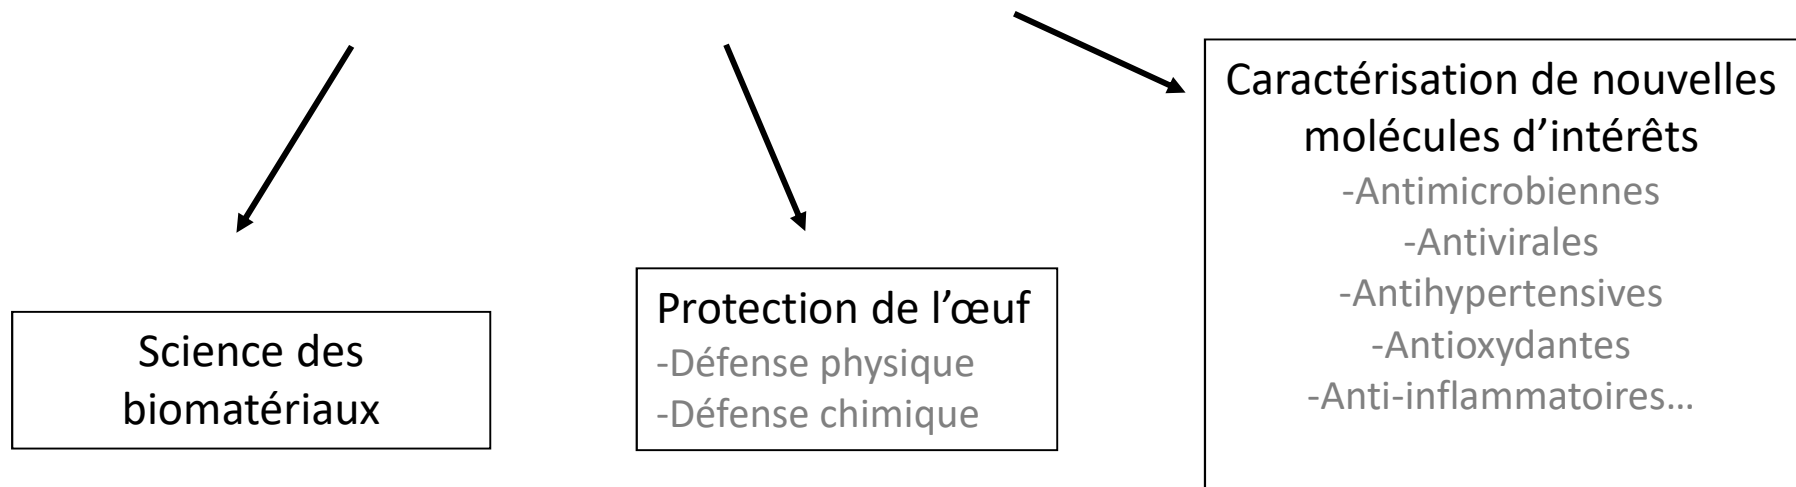 Science des
biomatériaux
Protection de l’œuf
-Défense physique
-Défense chimique
Caractérisation de nouvelles
molécules d’intérêts
-Antimicrobiennes
-Antivirales
-Antihypertensives
-Antioxydantes
-Anti-inflammatoires…